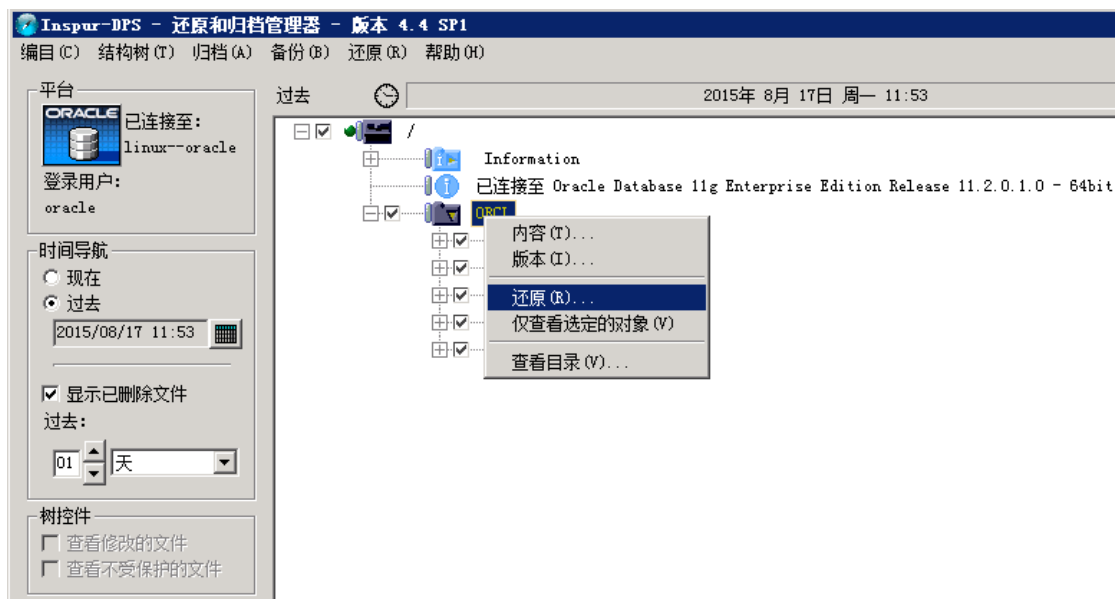 Inspur-DPS - 还原和归档管理器 - 版本 4.4 SP1
编目(C) 结构树(T) 归档(A) 备份(B) 还原(R) 帮助(H)
平台
ORACLE
已连接至:
linux--oracle
登录用户:
oracle
时间导航
现在
过去
2015/08/17 11:53
显示已删除文件
过去:
01 天
树控件
查看修改的文件
查看不受保护的文件
过去 2015年 8月 17日 周一 11:53
/
Information
已连接至 Oracle Database 11g Enterprise Edition Release 11.2.0.1.0 - 64bit
ORCL
内容(T)...
版本(I)...
还原(R)...
仅查看选定的对象(V)
查看目录(V)...